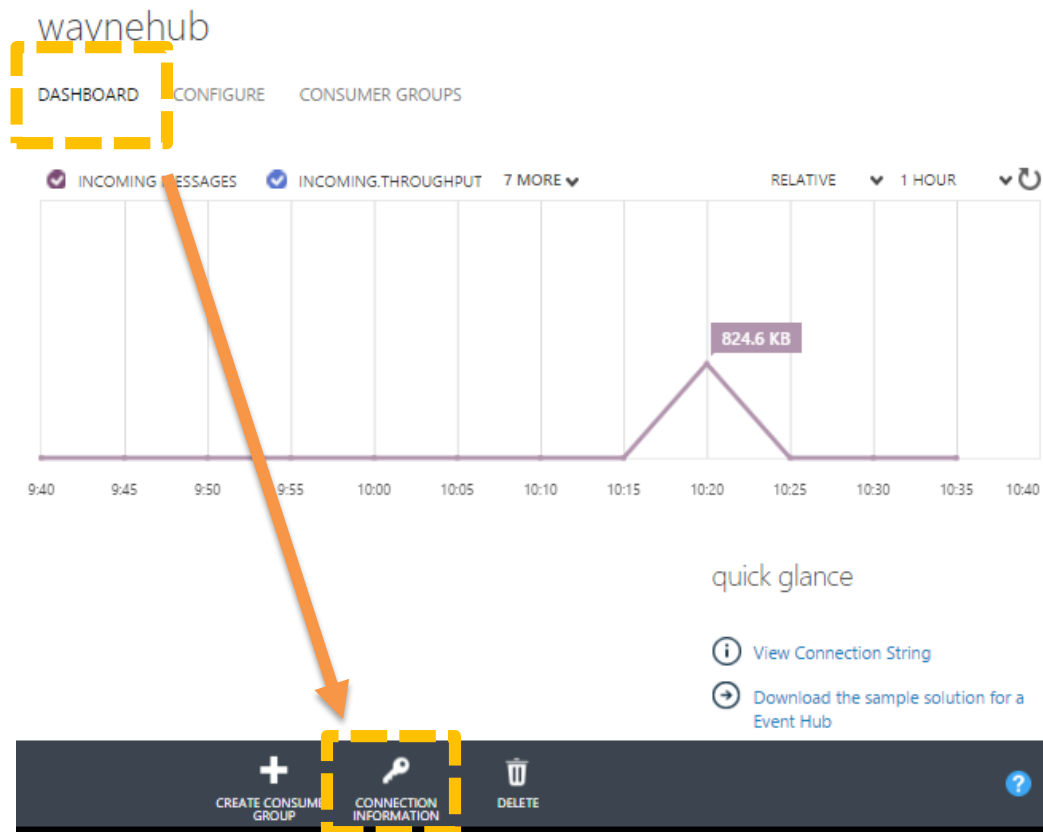 waynehub
DASHBOARD CONFIGURE CONSUMER GROUPS
INCOMING MESSAGES INCOMING.THROUGHPUT 7 MORE RELATIVE 1 HOUR
824.6 KB
9:40 9:45 9:50 9:55 10:00 10:05 10:10 10:15 10:20 10:25 10:30 10:35 10:40
quick glance
View Connection String
Download the sample solution for a
Event Hub
CREATE CONSUME CONNECTION DELETE
GROUP INFORMATION
?